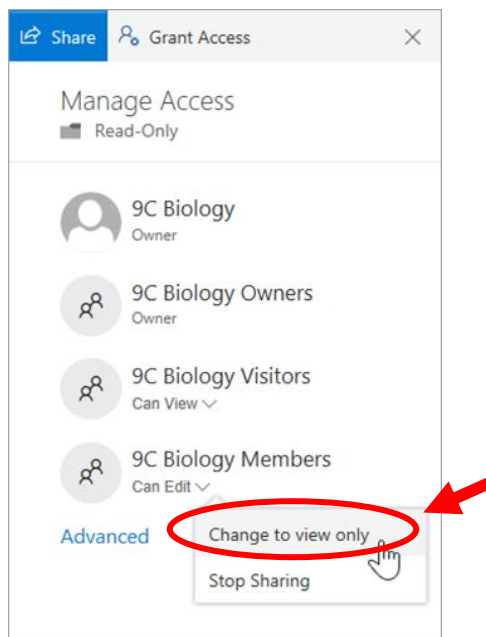 Share Grant Access
Manage Access
Read-Only
9C Biology
Owner
9C Biology Owners
Owner
9C Biology Visitors
Can View
9C Biology Members
Can Edit
Advanced
Change to view only
Stop Sharing